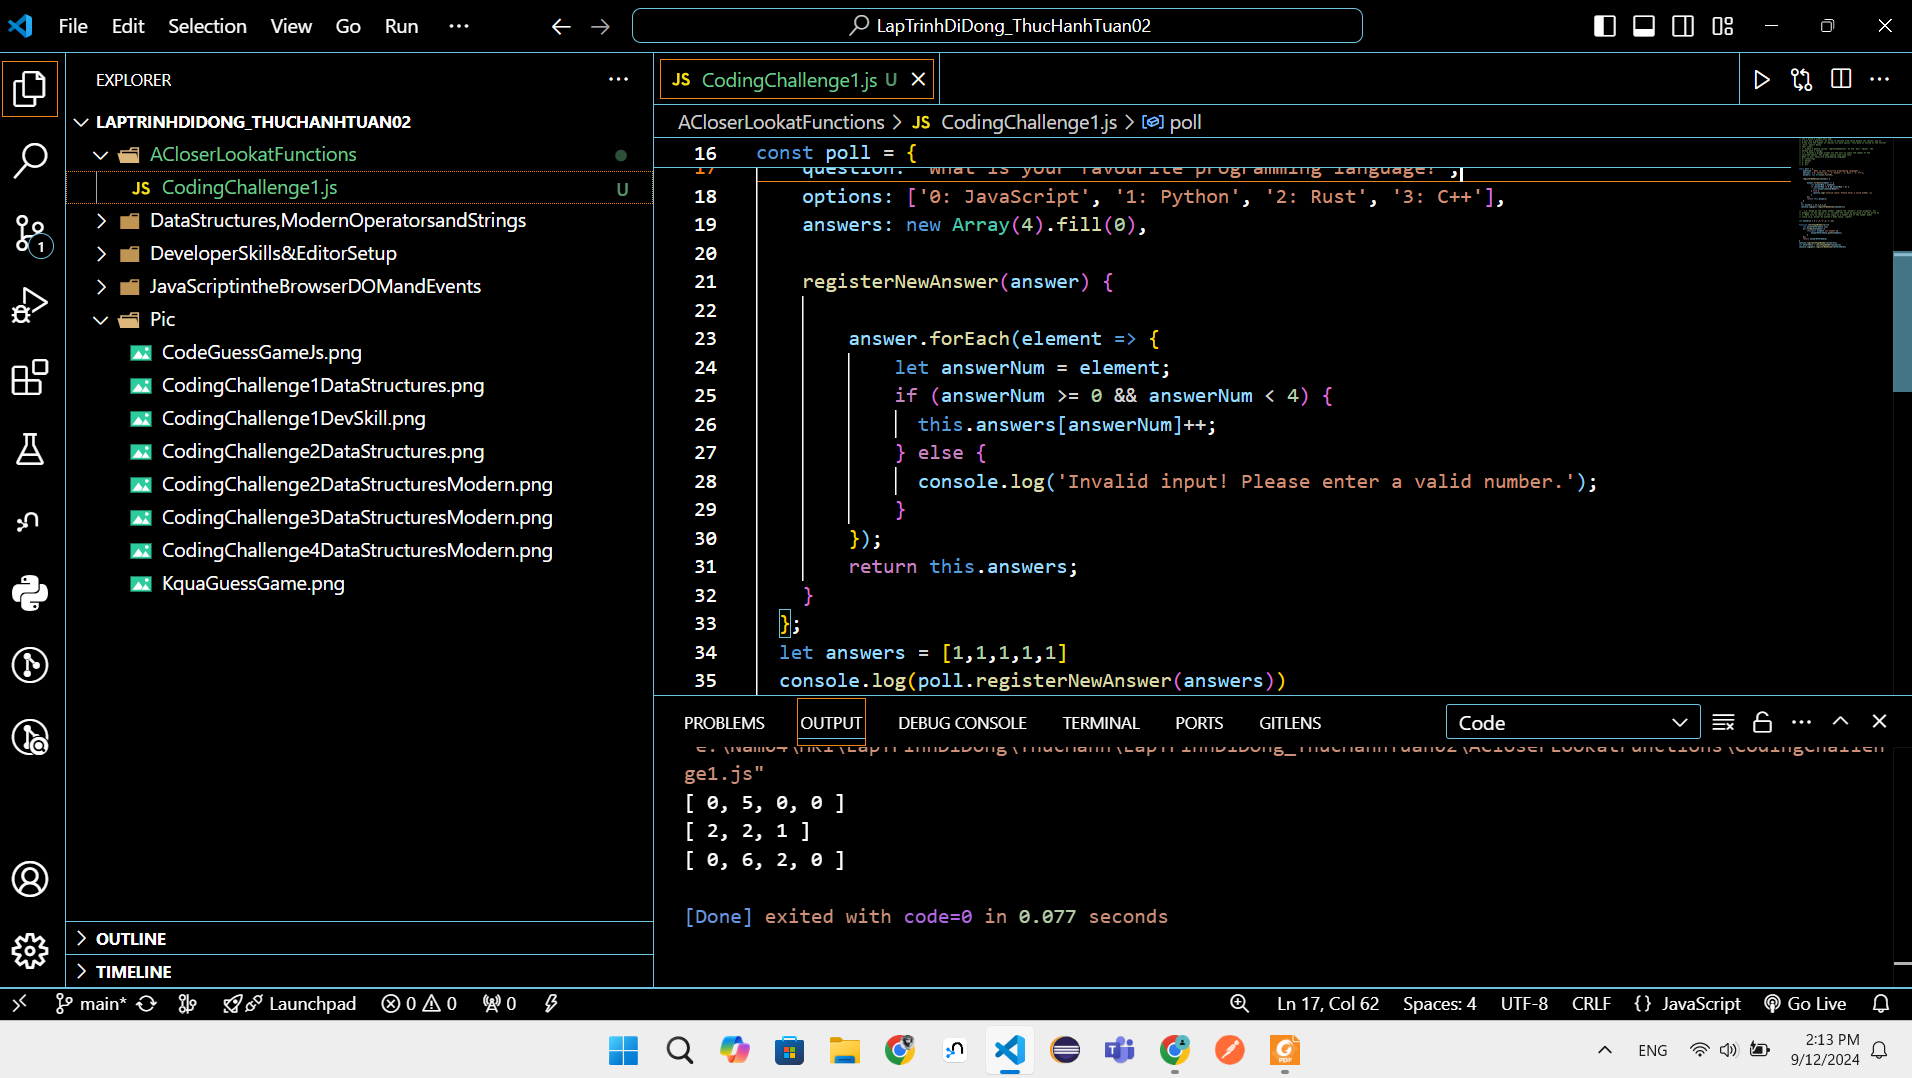 File Edit Selection View Go Run ··· LapTrinhDiDong_ThucHanhTuan02
EXPLORER ···
LAPTRINHDIDONG_THUCHANHTUAN02
ACloserLookatFunctions
JS CodingChallenge1.js U
DataStructures,ModernOperatorsandStrings
DeveloperSkills&EditorSetup
JavaScriptintheBrowserDOMandEvents
Pic
CodeGuessGameJs.png
CodingChallenge1DataStructures.png
CodingChallenge1DevSkill.png
CodingChallenge2DataStructures.png
CodingChallenge2DataStructuresModern.png
CodingChallenge3DataStructuresModern.png
CodingChallenge4DataStructuresModern.png
KquaGuessGame.png
OUTLINE
TIMELINE
1
JS CodingChallenge1.js U
ACloserLookatFunctions > JS CodingChallenge1.js > poll
16 const poll = {
17 question: "What is your favourite programming language?",
18 options: ['0: JavaScript', '1: Python', '2: Rust', '3: C++'],
19 answers: new Array(4).fill(0),
20
21 registerNewAnswer(answer) {
22
23 answer.forEach(element => {
24 let answerNum = element;
25 if (answerNum >= 0 && answerNum < 4) {
26 this.answers[answerNum]++;
27 } else {
28 console.log('Invalid input! Please enter a valid number.');
29 }
30 });
31 return this.answers;
32 }
33 };
34 let answers = [1,1,1,1,1]
35 console.log(poll.registerNewAnswer(answers))
PROBLEMS OUTPUT DEBUG CONSOLE TERMINAL PORTS GITLENS Code
ge1.js"
[ 0, 5, 0, 0 ]
[ 2, 2, 1 ]
[ 0, 6, 2, 0 ]
[Done] exited with code=0 in 0.077 seconds
main* Launchpad 0 0 0 Ln 17, Col 62 Spaces: 4 UTF-8 CRLF {} JavaScript Go Live
ENG 2:13 PM
9/12/2024